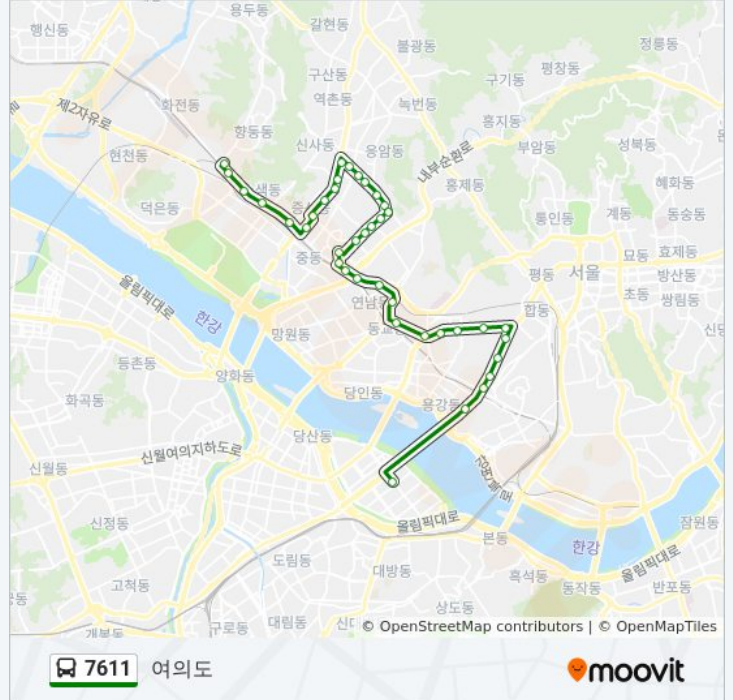 용두동
행신동
갈현동
불광동
정릉동
구산동
평창동
구기동
화전동
역촌동
녹번동
제2자유로
홍지동
향동동
신사동
응암동
내부순환로
부암동
성북동
현천동
홍제동
혜화동
색동
덕은동
통인동
계동
동숭동
중동
묘동
효제동
평동
서울
방산동
올림픽대로
연남동
초동
쌍림동
한강
합동
망원동
등촌동
양화동
당인동
화곡동
용강동
당산동
신월여의지하도로
신월동
올림픽대로
신정동
잠원동
본동
한강
도림동
대방동
흑석동
올림픽대로
고척동
동작동
반포동
상도동
구로동
대림동
개봉동
© OpenStreetMap contributors | © OpenMapTiles
7611 여의도
moovit